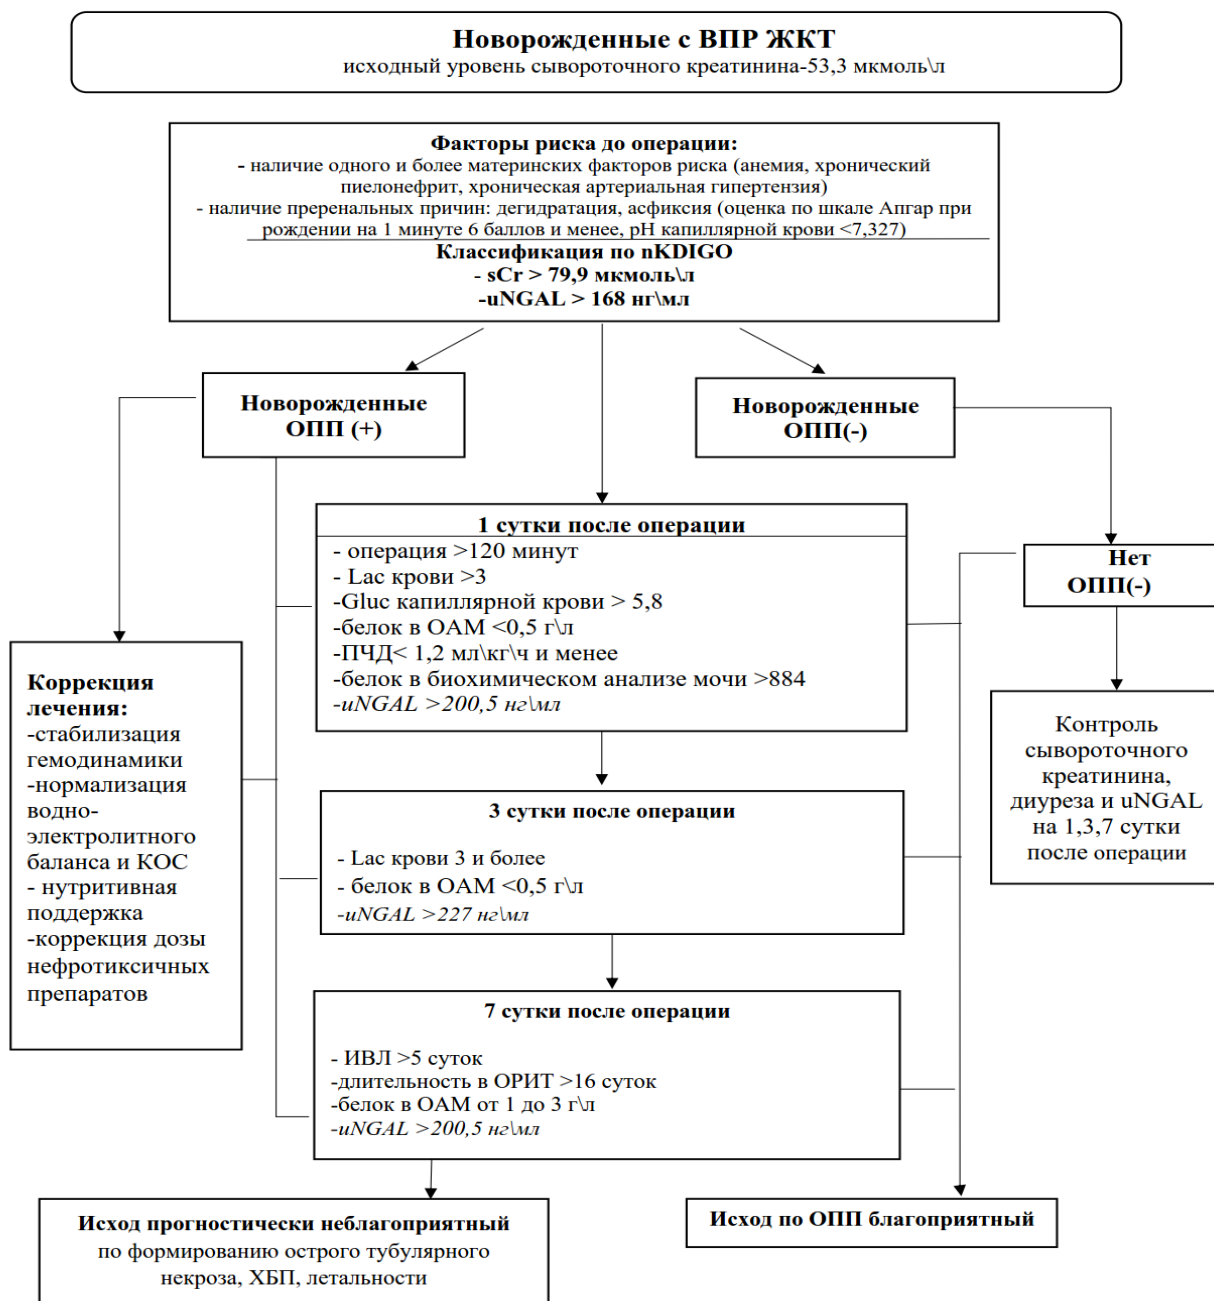 Новорожденные с ВПР ЖКТ
исходный уровень сывороточного креатинина-53,3 мкмоль\л
Факторы риска до операции:
- наличие одного и более материнских факторов риска (анемия, хронический
пиелонефрит, хроническая артериальная гипертензия)
- наличие преренальных причин: дегидратация, асфиксия (оценка по шкале Апгар при
рождении на 1 минуте 6 баллов и менее, pH капиллярной крови <7,327)
Классификация по nKDIGO
- sCr > 79,9 мкмоль\л
-uNGAL > 168 нг\мл
Новорожденные
ОПП (+)
Новорожденные
ОПП(-)
1 сутки после операции
- операция >120 минут
- Lac крови >3
-Gluc капиллярной крови > 5,8
-белок в ОАМ <0,5 г\л
-ПЧД< 1,2 мл\кг\ч и менее
-белок в биохимическом анализе мочи >884
-uNGAL >200,5 нг\мл
Нет
ОПП(-)
Коррекция
лечения:
-стабилизация
гемодинамики
-нормализация
водно-
электролитного
баланса и КОС
- нутритивная
поддержка
-коррекция дозы
нефротиксичных
препаратов
Контроль
сывороточного
креатинина,
диуреза и uNGAL
на 1,3,7 сутки
после операции
3 сутки после операции
- Lac крови 3 и более
- белок в ОАМ <0,5 г\л
-uNGAL >227 нг\мл
7 сутки после операции
- ИВЛ >5 суток
-длительность в ОРИТ >16 суток
-белок в ОАМ от 1 до 3 г\л
-uNGAL >200,5 нг\мл
Исход прогностически неблагоприятный
по формированию острого тубулярного
некроза, ХБП, летальности
Исход по ОПП благоприятный